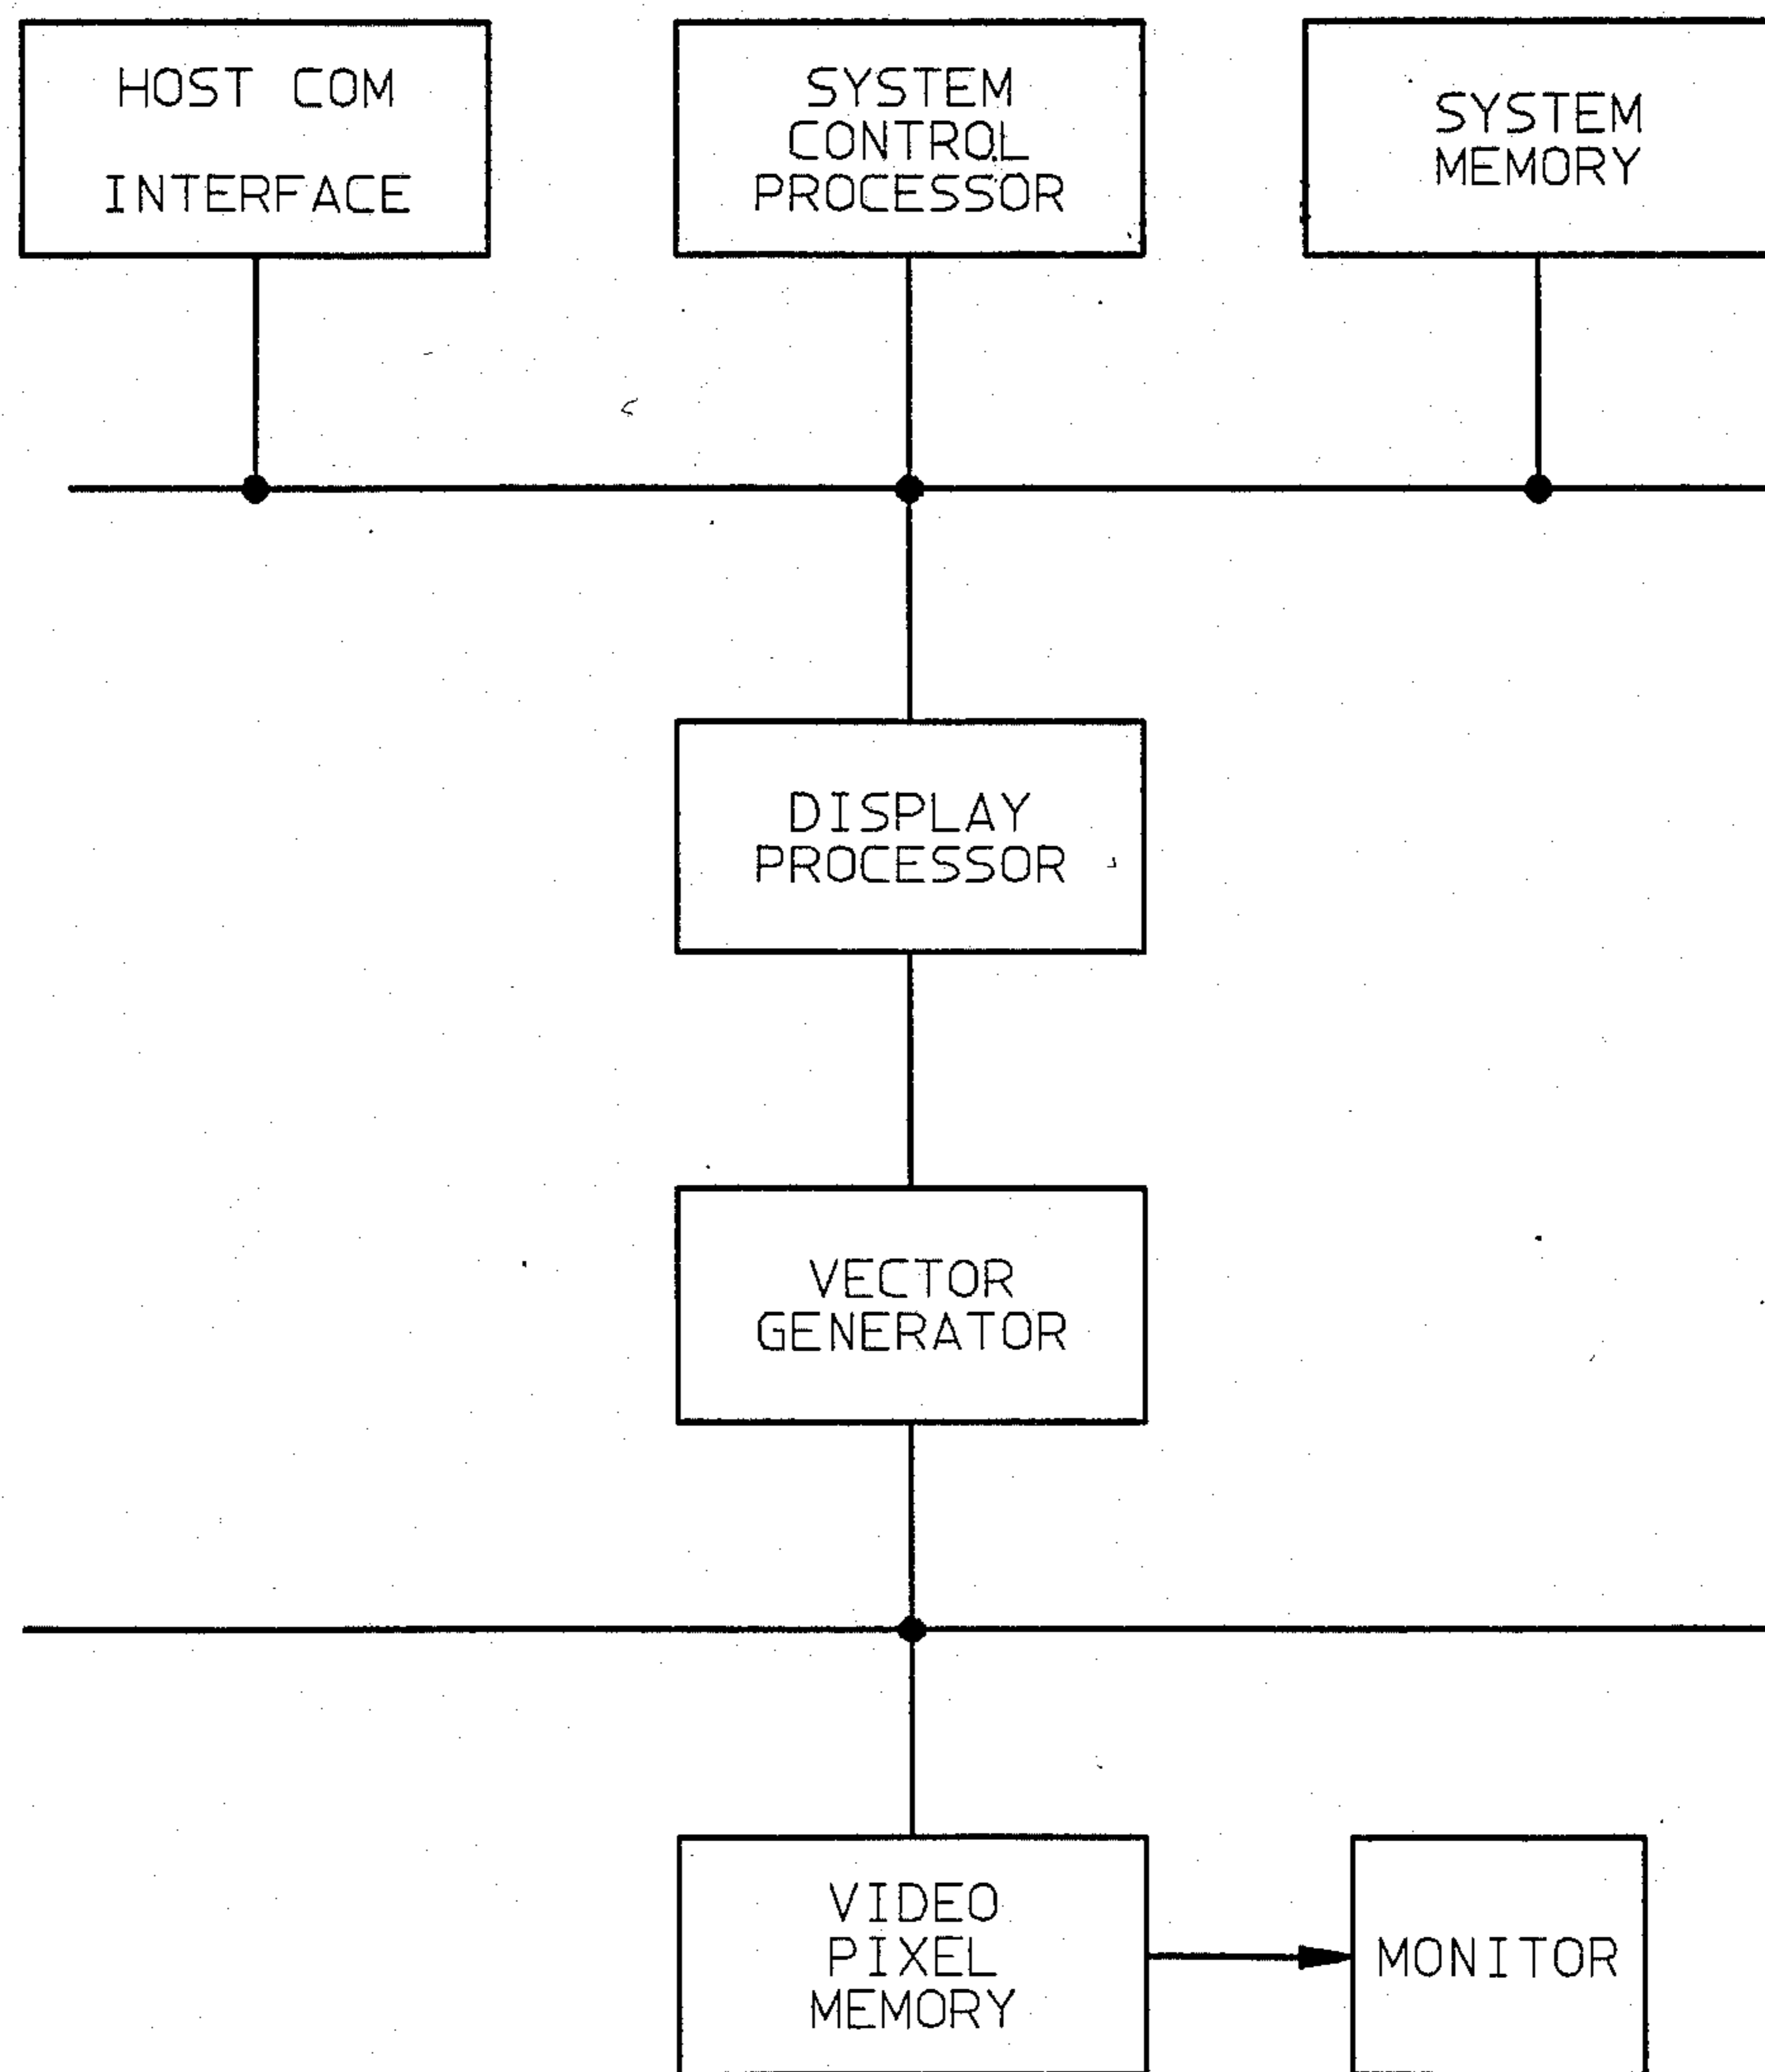 HOST COM
INTERFACE
SYSTEM
CONTROL
PROCESSOR
SYSTEM
MEMORY
DISPLAY
PROCESSOR
VECTOR
GENERATOR
VIDEO
PIXEL
MEMORY
MONITOR